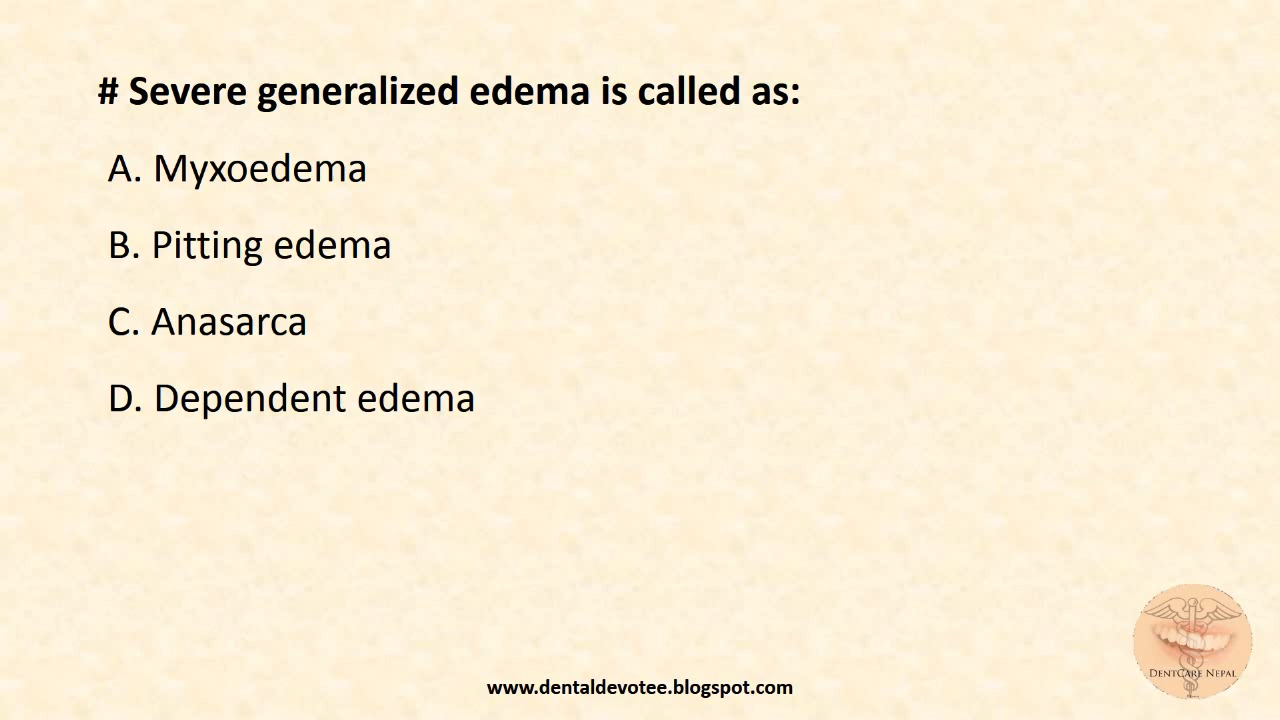 # Severe generalized edema is called as:
A. Myxoedema
B. Pitting edema
C. Anasarca
D. Dependent edema
DentCare Nepal
www.dentaldevotee.blogspot.com